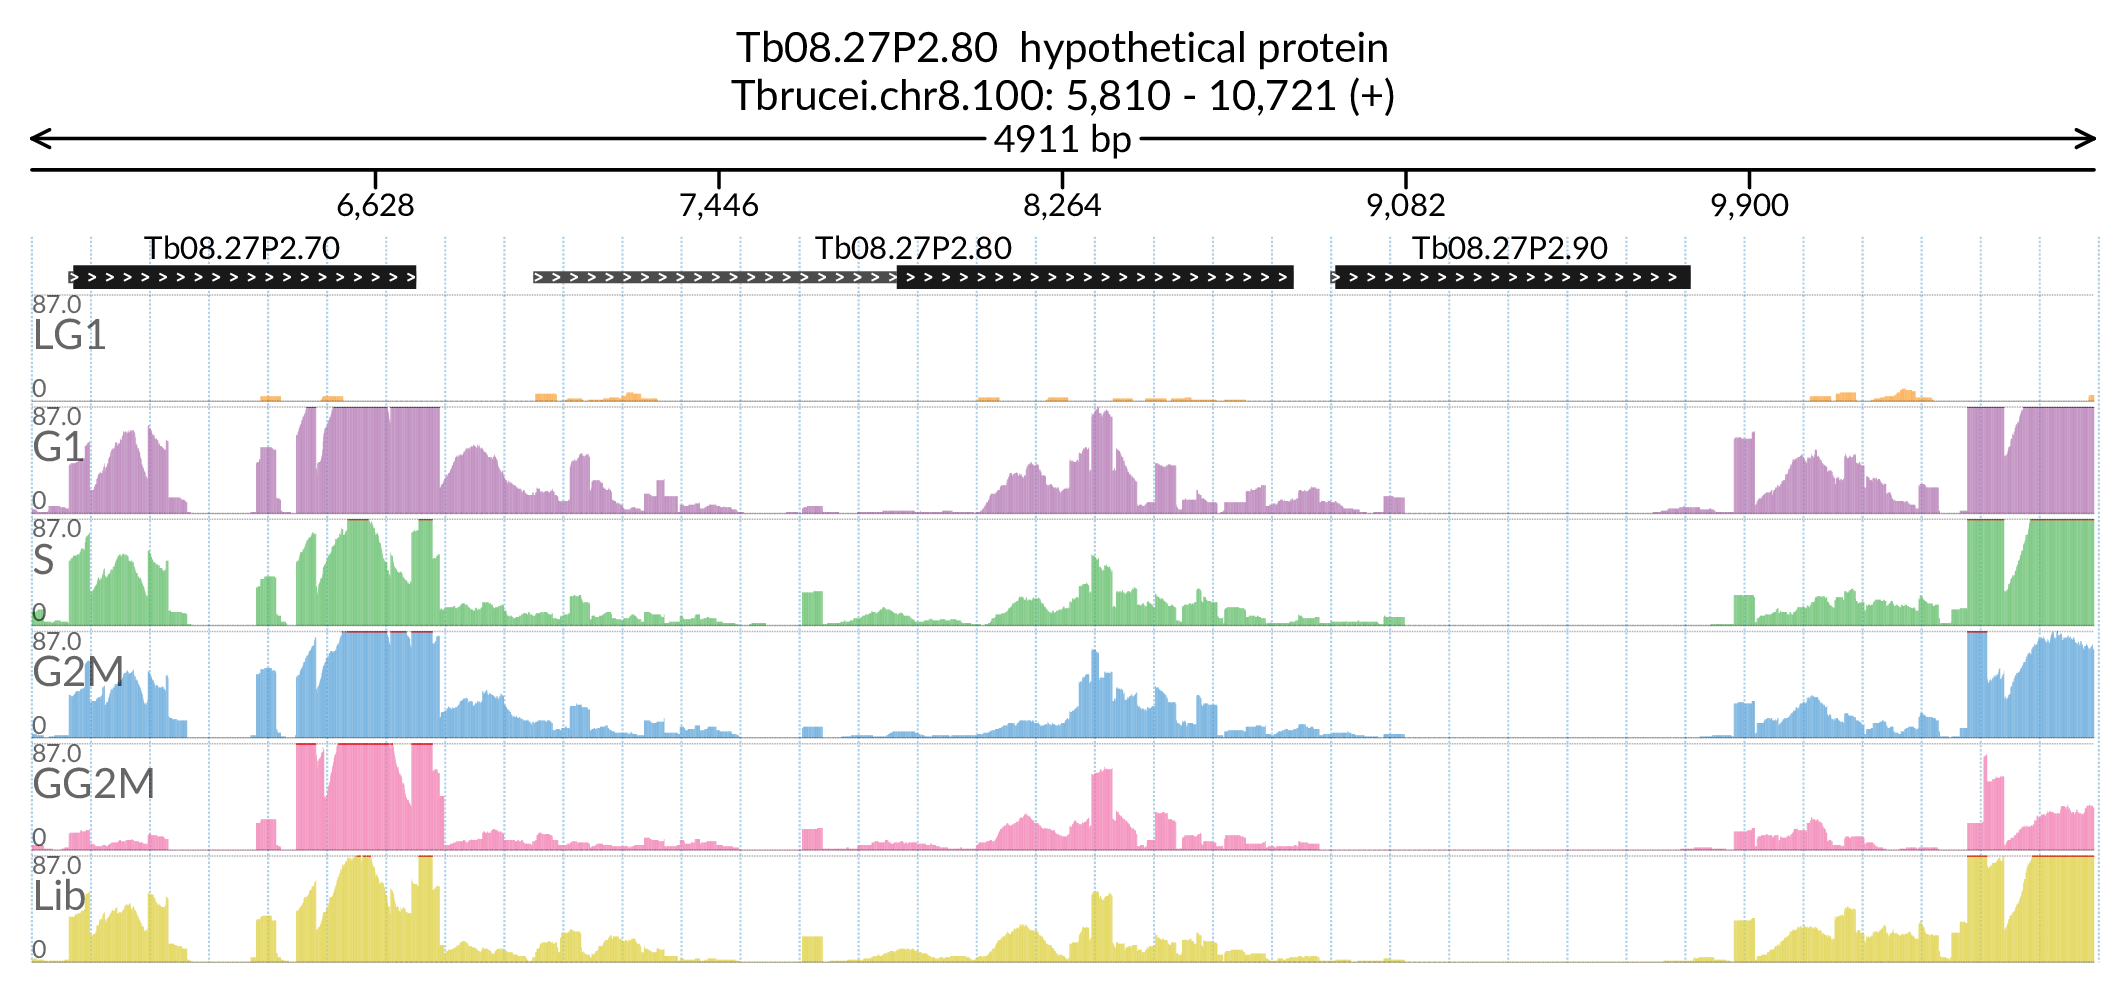 Tb08.27P2.80 hypothetical protein
Tbrucei.chr8.100: 5,810 - 10,721 (+)
4911 bp
6,628 7,446 8,264 9,082 9,900
Tb08.27P2.70 Tb08.27P2.80 Tb08.27P2.90
87.0
LG1
0
87.0
G1
0
87.0
S
0
87.0
G2M
0
87.0
GG2M
0
87.0
Lib
0